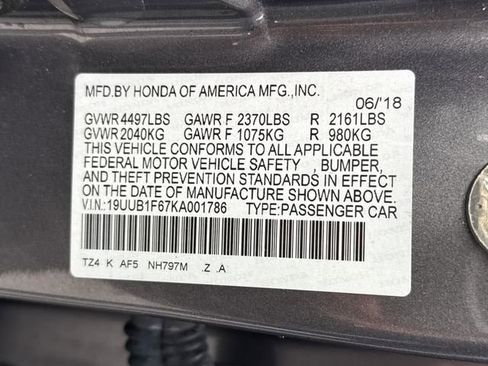 MFD.BY HONDA OF AMERICA MFG.,INC.
06/'18
GVWR 4497LBS GAWR F 2370LBS R 2161LBS
GVWR 2040KG GAWR F 1075KG R 980KG
THIS VEHICLE CONFORMS TO ALL APPLICABLE
FEDERAL MOTOR VEHICLE SAFETY , BUMPER,
AND THEFT PREVENTION STANDARDS IN EFFECT
ON THE DATE OF MANUFACTURE SHOWN ABOVE.
V.I.N.:19UUB1F67KA001786 TYPE:PASSENGER CAR
TZ4 K AF5 NH797M .Z .A